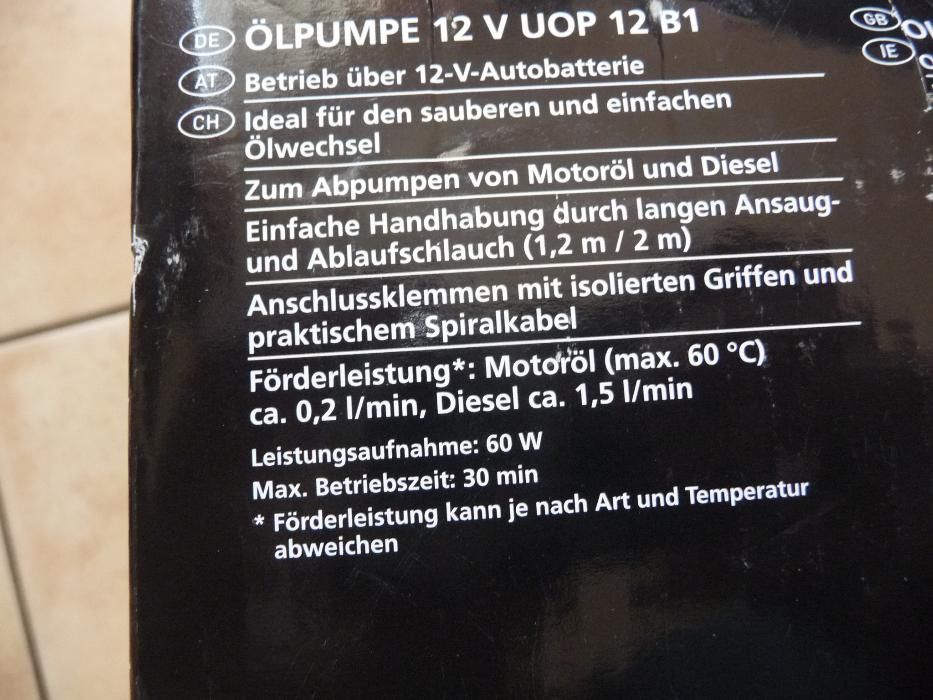 DE ÖLPUMPE 12 V UOP 12 B1
AT Betrieb über 12-V-Autobatterie
CH Ideal für den sauberen und einfachen
Ölwechsel
Zum Abpumpen von Motoröl und Diesel
Einfache Handhabung durch langen Ansaug-
und Ablaufschlauch (1,2 m / 2 m)
Anschlussklemmen mit isolierten Griffen und
praktischem Spiralkabel
Förderleistung*: Motoröl (max. 60 °C)
ca. 0,2 l/min, Diesel ca. 1,5 l/min
Leistungsaufnahme: 60 W
Max. Betriebszeit: 30 min
* Förderleistung kann je nach Art und Temperatur
abweichen
GB
IE